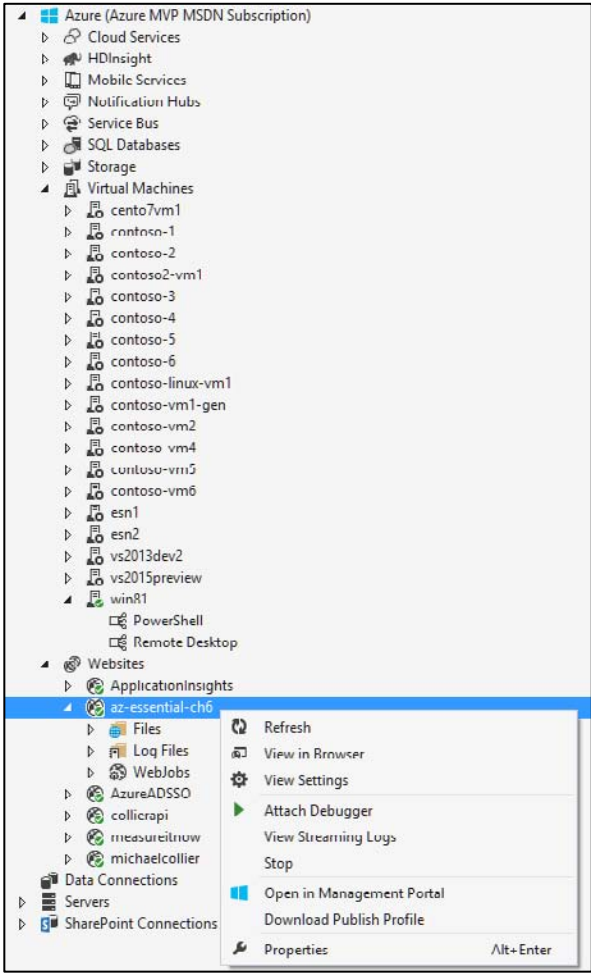 Azure (Azure MVP MSDN Subscription)
Cloud Services
HDInsight
Mobile Services
Notification Hubs
Service Bus
SQL Databases
Storage
Virtual Machines
cento7vm1
contoso-1
contoso-2
contoso2-vm1
contoso-3
contoso-4
contoso-5
contoso-6
contoso-linux-vm1
contoso-vm1-gen
contoso-vm2
contoso-vm4
contoso-vm5
contoso-vm6
esn1
esn2
vs2013dev2
vs2015preview
win81
PowerShell
Remote Desktop
Websites
ApplicationInsights
az-essential-ch6
Files
Log Files
WebJobs
AzureADSSO
collierapi
measureitnow
michaelcollier
Data Connections
Servers
SharePoint Connections
Refresh
View in Browser
View Settings
Attach Debugger
View Streaming Logs
Stop
Open in Management Portal
Download Publish Profile
Properties Alt+Enter